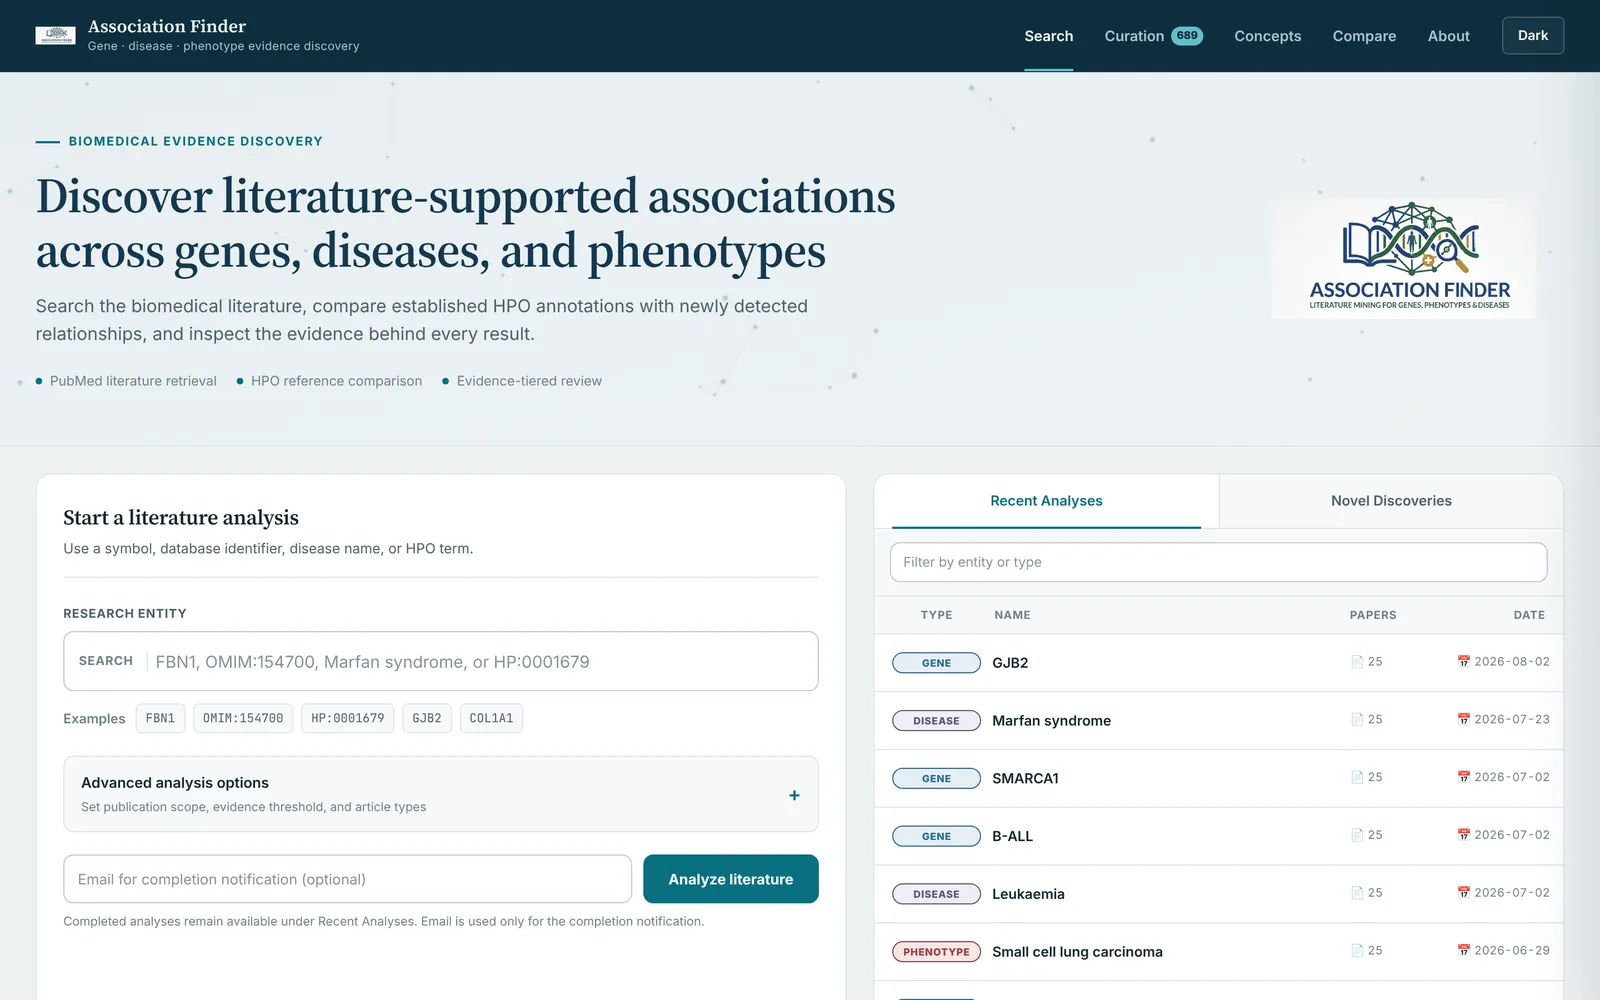 Association Finder
Gene · disease · phenotype evidence discovery
Search
Curation 689
Concepts
Compare
About
Dark
BIOMEDICAL EVIDENCE DISCOVERY
Discover literature-supported associations
across genes, diseases, and phenotypes
Search the biomedical literature, compare established HPO annotations with newly detected
relationships, and inspect the evidence behind every result.
PubMed literature retrieval
HPO reference comparison
Evidence-tiered review
ASSOCIATION FINDER
LITERATURE MINING FOR GENES, PHENOTYPES & DISEASES
Start a literature analysis
Use a symbol, database identifier, disease name, or HPO term.
RESEARCH ENTITY
SEARCH FBN1, OMIM:154700, Marfan syndrome, or HP:0001679
Examples FBN1 OMIM:154700 HP:0001679 GJB2 COL1A1
Advanced analysis options
Set publication scope, evidence threshold, and article types
+
Email for completion notification (optional)
Analyze literature
Completed analyses remain available under Recent Analyses. Email is used only for the completion notification.
Recent Analyses
Novel Discoveries
Filter by entity or type
TYPE NAME PAPERS DATE
GENE GJB2 25 2026-08-02
DISEASE Marfan syndrome 25 2026-07-23
GENE SMARCA1 25 2026-07-02
GENE B-ALL 25 2026-07-02
DISEASE Leukaemia 25 2026-07-02
PHENOTYPE Small cell lung carcinoma 25 2026-06-29